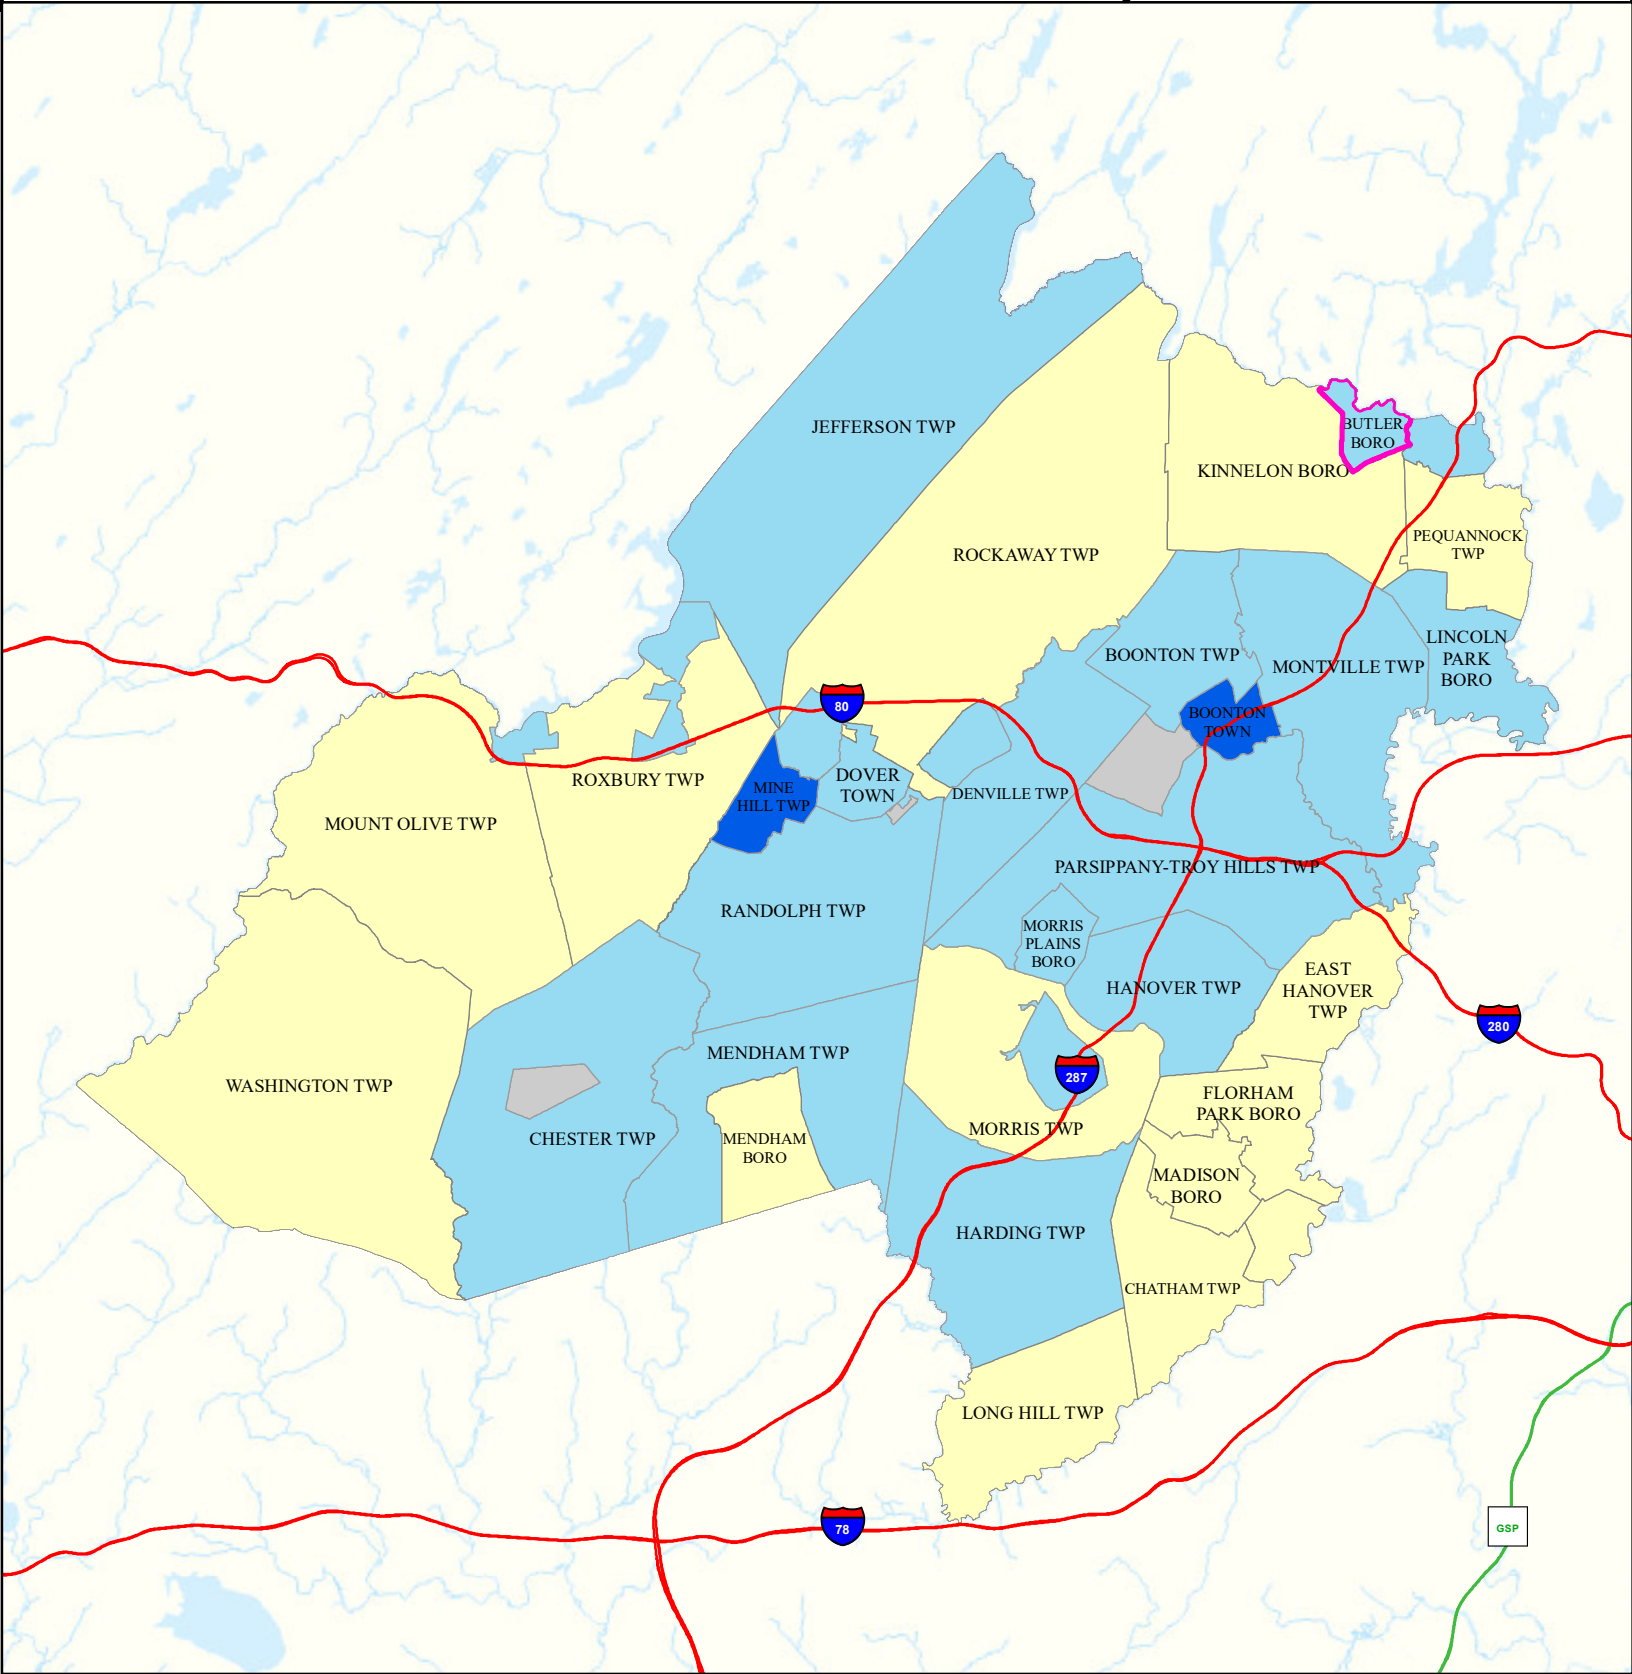 JEFFERSON TWP
BUTLER
BORO
KINNELON BORO
PEQUANNOCK
TWP
ROCKAWAY TWP
LINCOLN
PARK
BORO
BOONTON TWP
MONTVILLE TWP
80
BOONTON
TOWN
ROXBURY TWP
DOVER
TOWN
MINE
HILL TWP
DENVILLE TWP
MOUNT OLIVE TWP
PARSIPPANY-TROY HILLS TWP
RANDOLPH TWP
MORRIS
PLAINS
BORO
EAST
HANOVER
TWP
HANOVER TWP
280
MENDHAM TWP
287
WASHINGTON TWP
FLORHAM
PARK BORO
MORRIS TWP
CHESTER TWP
MENDHAM
BORO
MADISON
BORO
HARDING TWP
CHATHAM TWP
LONG HILL TWP
78
GSP